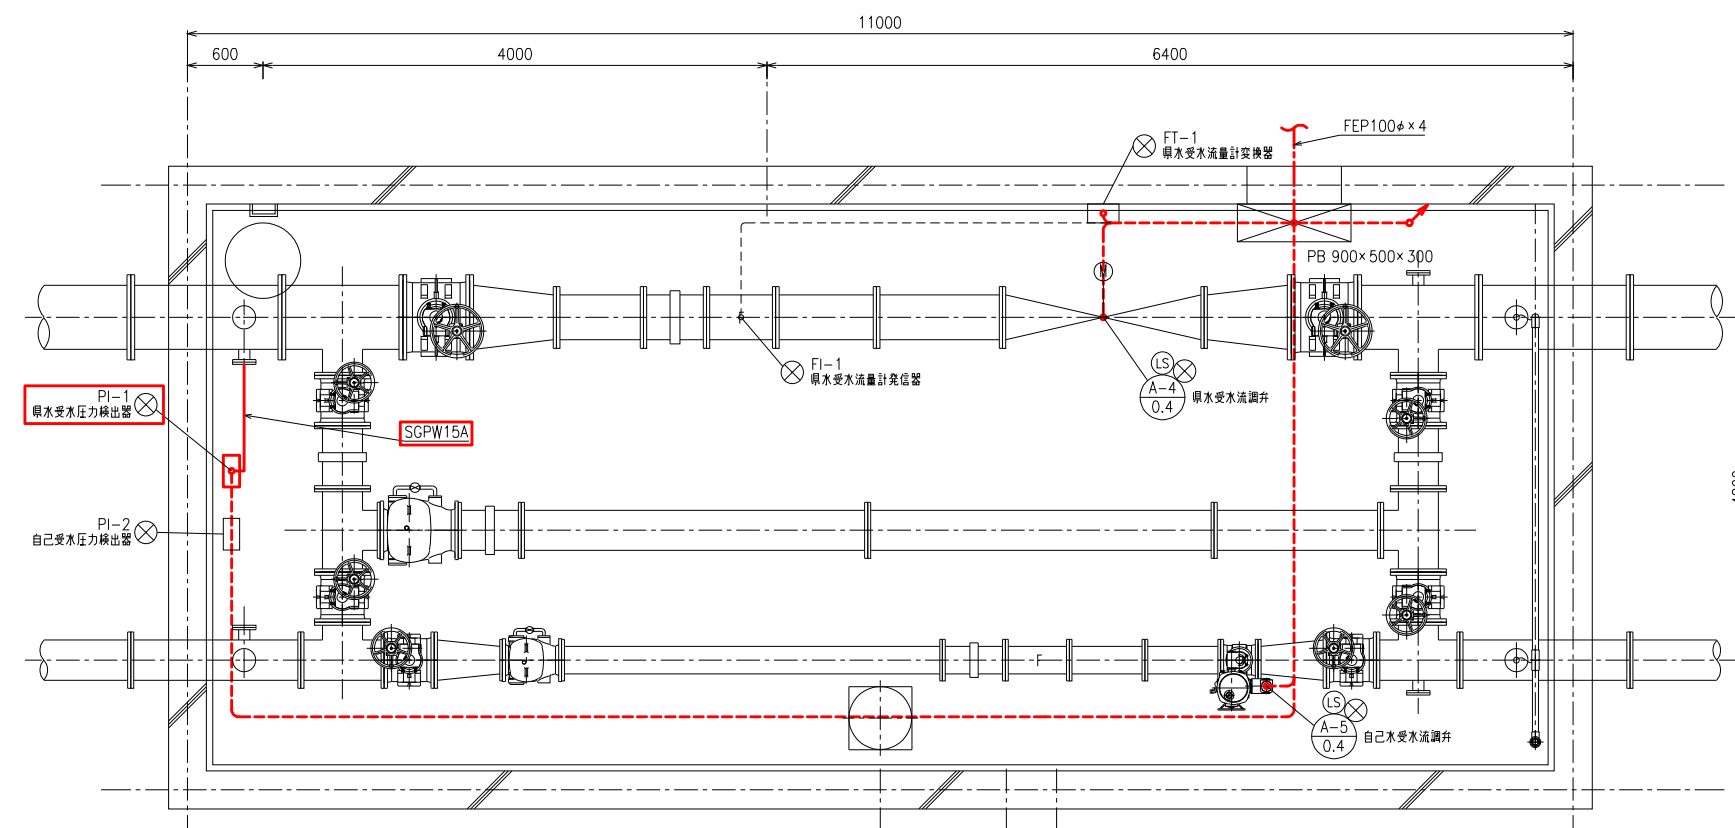 11000
600
4000
6400
FEP100φ×4
FT-1
県水受水流量計変換器
PB 900×500×300
M
FI-1
県水受水流量計発信器
LS
A-4
0.4
県水受水流調弁
PI-1
県水受水圧力検出器
SGPW15A
PI-2
自己受水圧力検出器
F
LS
A-5
0.4
自己水受水流調弁